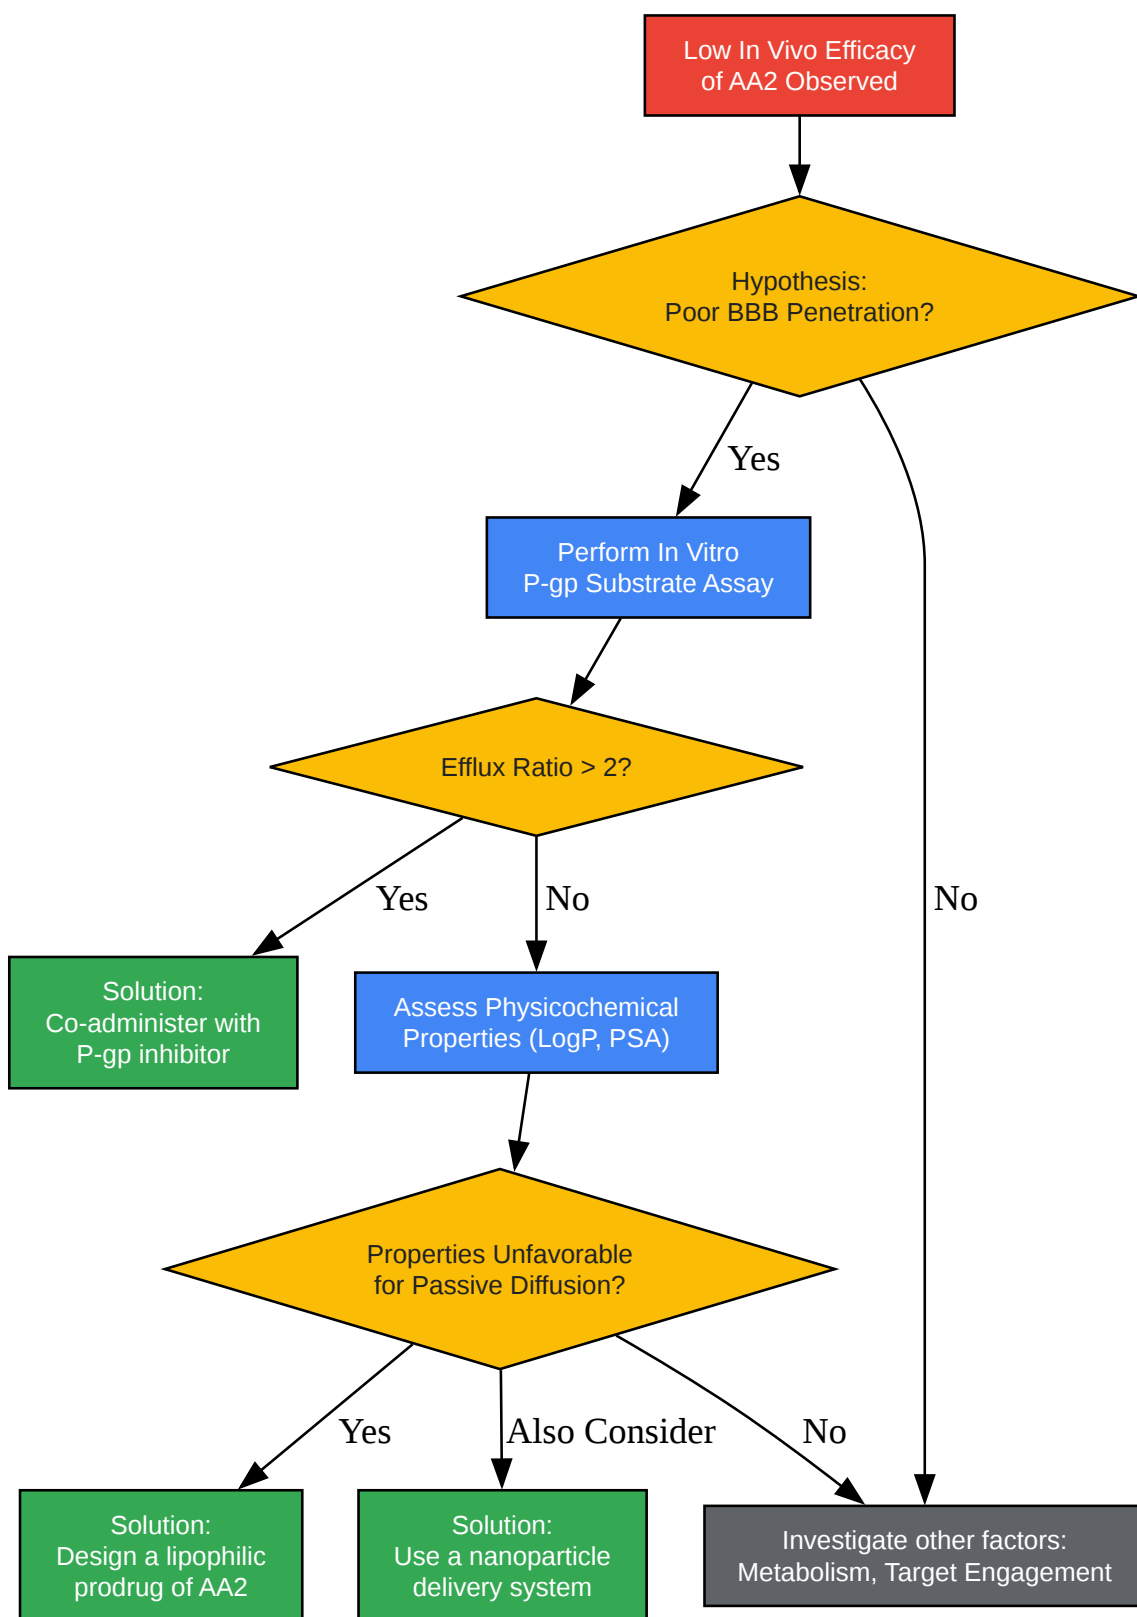 Low In Vivo Efficacy
of AA2 Observed
Hypothesis:
Poor BBB Penetration?
Yes
Perform In Vitro
P-gp Substrate Assay
Efflux Ratio > 2?
Yes
No
No
Solution:
Co-administer with
P-gp inhibitor
Assess Physicochemical
Properties (LogP, PSA)
Properties Unfavorable
for Passive Diffusion?
Yes
Also Consider
No
Solution:
Design a lipophilic
prodrug of AA2
Solution:
Use a nanoparticle
delivery system
Investigate other factors:
Metabolism, Target Engagement